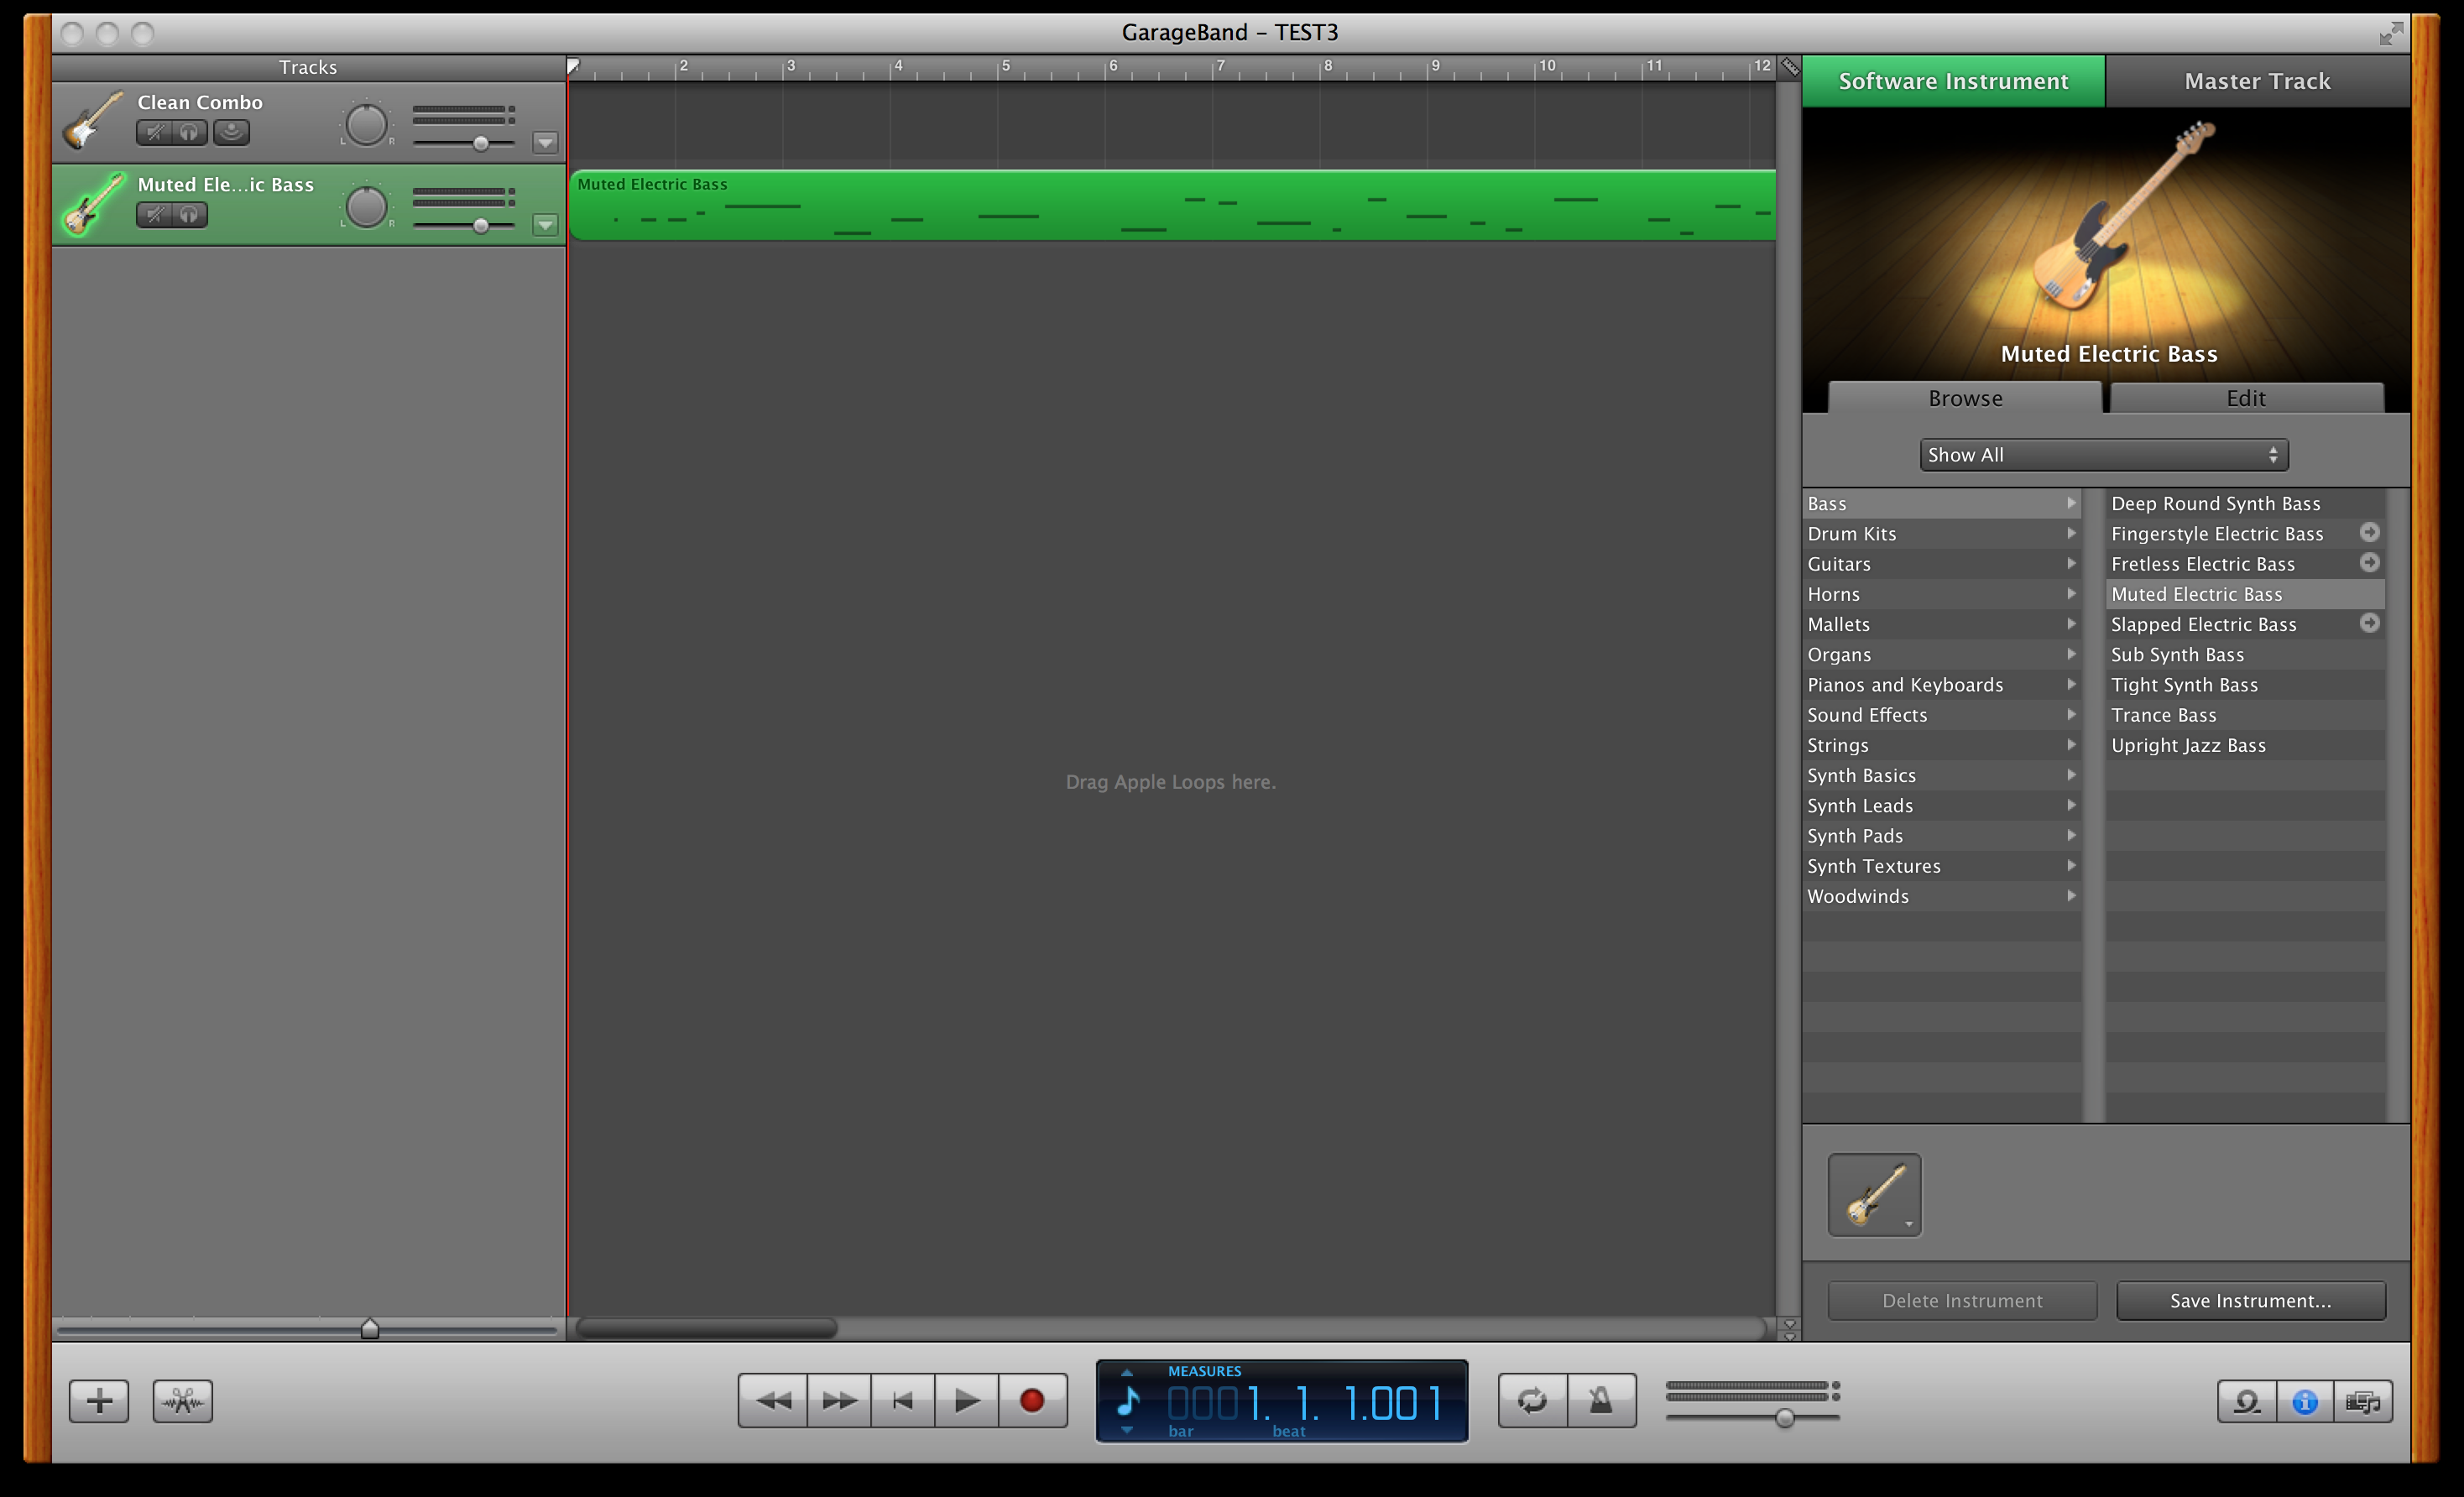 GarageBand – TEST3
Tracks
2 3 4 5 6 7 8 9 10 11 12
Clean Combo
L R
Muted Ele...ic Bass
L R
Muted Electric Bass
Drag Apple Loops here.
Software Instrument
Master Track
Muted Electric Bass
Browse
Edit
Show All
Bass
Drum Kits
Guitars
Horns
Mallets
Organs
Pianos and Keyboards
Sound Effects
Strings
Synth Basics
Synth Leads
Synth Pads
Synth Textures
Woodwinds
Deep Round Synth Bass
Fingerstyle Electric Bass
Fretless Electric Bass
Muted Electric Bass
Slapped Electric Bass
Sub Synth Bass
Tight Synth Bass
Trance Bass
Upright Jazz Bass
Delete Instrument
Save Instrument...
MEASURES
0001. 1. 1.001
bar beat